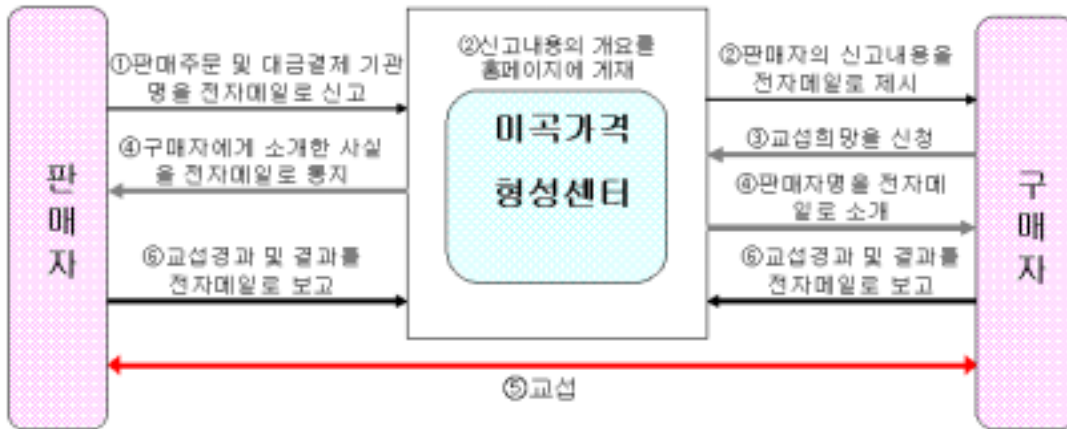 판매자
①판매주문 및 대금결제 기관
명을 전자메일로 신고
④구매자에게 소개한 사실
을 전자메일로 통지
⑥교섭경과 및 결과를
전자메일로 보고
②신고내용의 개요를
홈페이지에 게재
미곡가격
형성센터
②판매자의 신고내용을
전자메일로 제시
③교섭희망을 신청
④판매자명을 전자메
일로 소개
⑥교섭경과 및 결과를
전자메일로 보고
구매자
⑤교섭